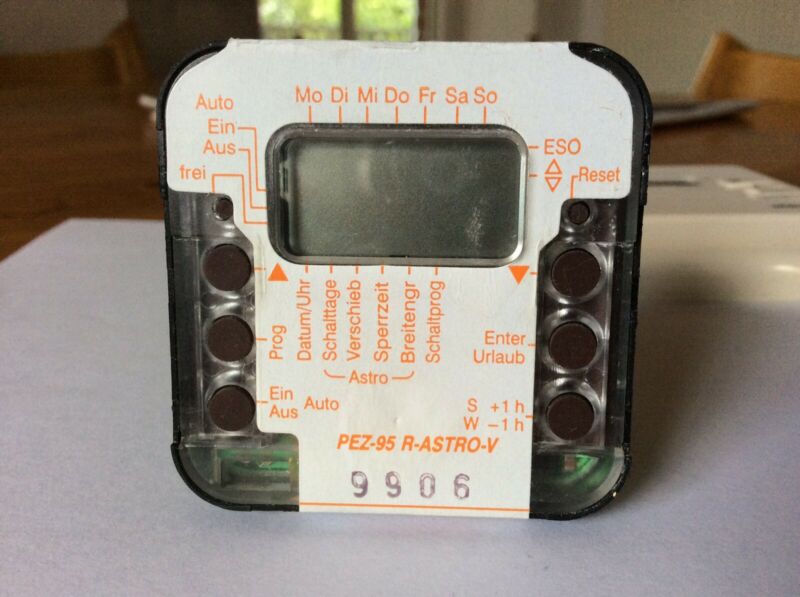 Mo Di Mi Do Fr Sa So
Auto
Ein
Aus
frei
ESO
Reset
Datum/Uhr
Schalttage
Verschieb
Sperrzeit
Breitengr
Schaltprog
Astro
Prog
Ein
Aus Auto
Enter
Urlaub
S +1 h
W –1 h
PEZ-95 R-ASTRO-V
9906